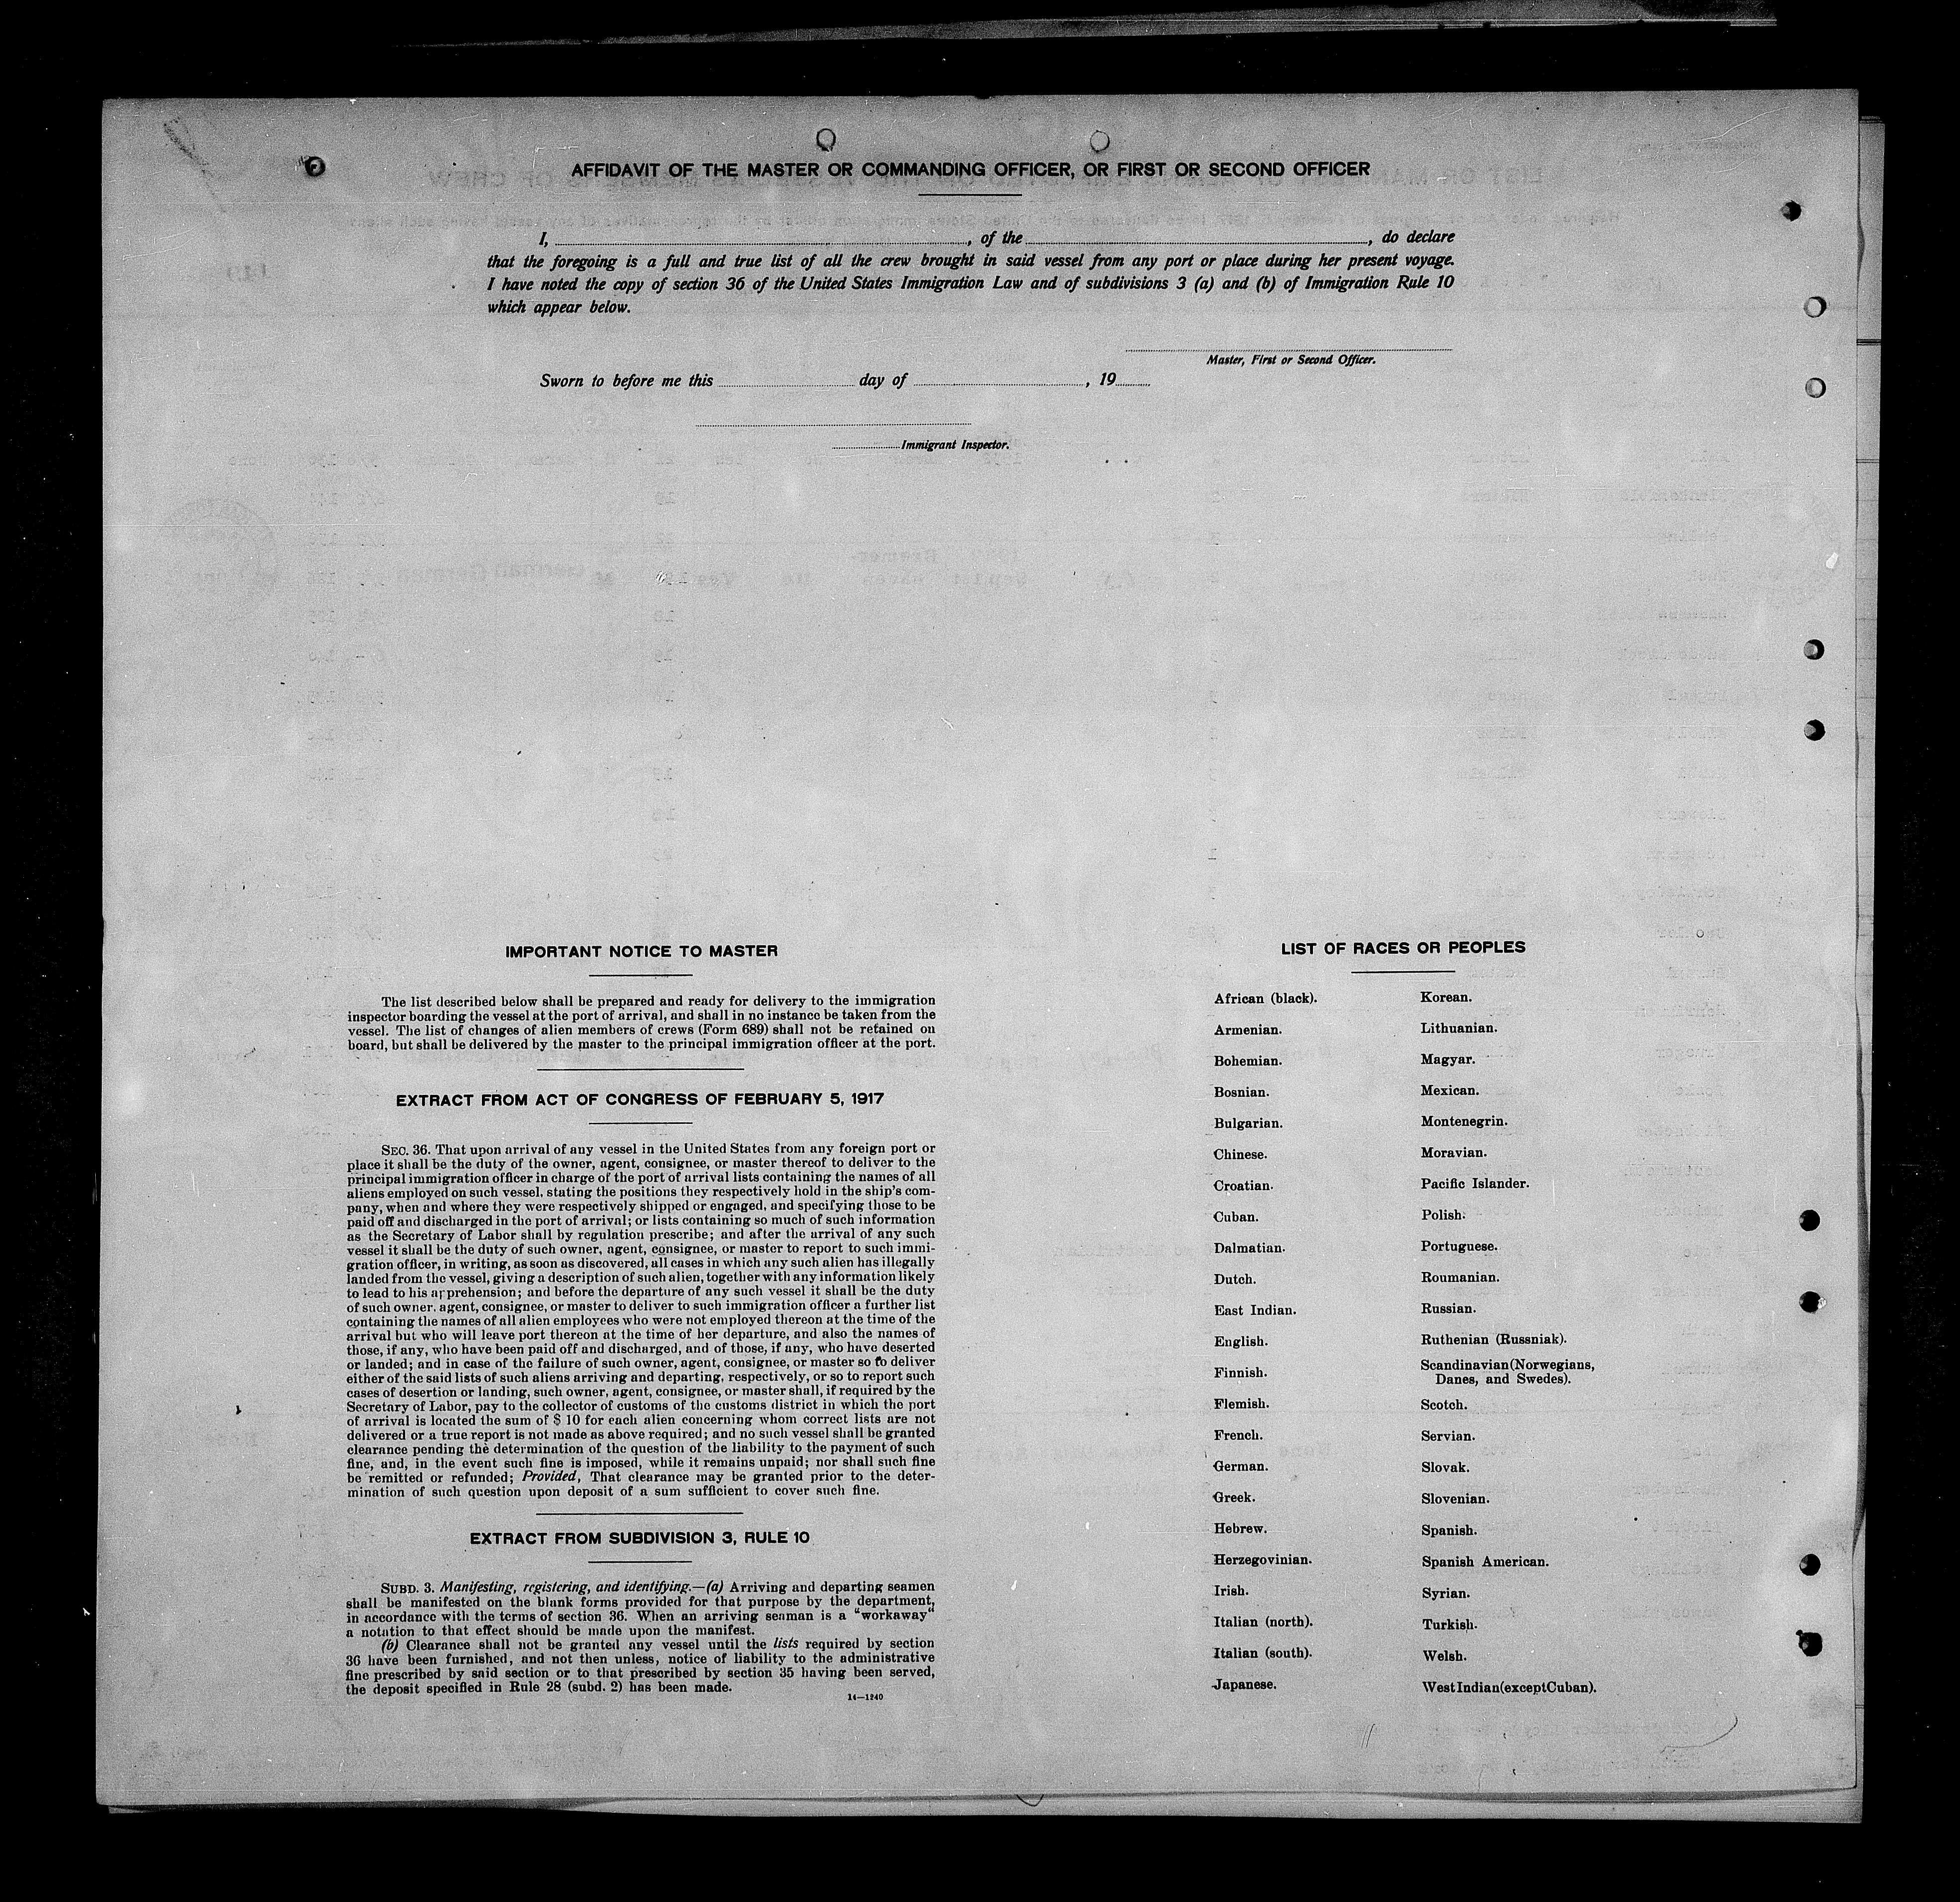 AFFIDAVIT OF THE MASTER OR COMMANDING OFFICER, OR FIRST OR SECOND OFFICER
I, , of the , do declare
that the foregoing is a full and true list of all the crew brought in said vessel from any port or place during her present voyage.
I have noted the copy of section 36 of the United States Immigration Law and of subdivisions 3 (a) and (b) of Immigration Rule 10
which appear below.
Master, First or Second Officer.
Sworn to before me this day of , 19
Immigrant Inspector.
IMPORTANT NOTICE TO MASTER
The list described below shall be prepared and ready for delivery to the immigration
inspector boarding the vessel at the port of arrival, and shall in no instance be taken from the
vessel. The list of changes of alien members of crews (Form 689) shall not be retained on
board, but shall be delivered by the master to the principal immigration officer at the port.
EXTRACT FROM ACT OF CONGRESS OF FEBRUARY 5, 1917
SEC. 36. That upon arrival of any vessel in the United States from any foreign port or
place it shall be the duty of the owner, agent, consignee, or master thereof to deliver to the
principal immigration officer in charge of the port of arrival lists containing the names of all
aliens employed on such vessel, stating the positions they respectively hold in the ship's com-
pany, when and where they were respectively shipped or engaged, and specifying those to be
paid off and discharged in the port of arrival; or lists containing so much of such information
as the Secretary of Labor shall by regulation prescribe; and after the arrival of any such
vessel it shall be the duty of such owner, agent, consignee, or master to report to such immi-
gration officer, in writing, as soon as discovered, all cases in which any such alien has illegally
landed from the vessel, giving a description of such alien, together with any information likely
to lead to his apprehension; and before the departure of any such vessel it shall be the duty
of such owner, agent, consignee, or master to deliver to such immigration officer a further list
containing the names of all alien employees who were not employed thereon at the time of the
arrival but who will leave port thereon at the time of her departure, and also the names of
those, if any, who have been paid off and discharged, and of those, if any, who have deserted
or landed; and in case of the failure of such owner, agent, consignee, or master so to deliver
either of the said lists of such aliens arriving and departing, respectively, or so to report such
cases of desertion or landing, such owner, agent, consignee, or master shall, if required by the
Secretary of Labor, pay to the collector of customs of the customs district in which the port
of arrival is located the sum of $ 10 for each alien concerning whom correct lists are not
delivered or a true report is not made as above required; and no such vessel shall be granted
clearance pending the determination of the question of the liability to the payment of such
fine, and, in the event such fine is imposed, while it remains unpaid; nor shall such fine
be remitted or refunded; Provided, That clearance may be granted prior to the deter-
mination of such question upon deposit of a sum sufficient to cover such fine.
EXTRACT FROM SUBDIVISION 3, RULE 10
SUBD. 3. Manifesting, registering, and identifying.—(a) Arriving and departing seamen
shall be manifested on the blank forms provided for that purpose by the department,
in accordance with the terms of section 36. When an arriving seaman is a "workaway"
a notation to that effect should be made upon the manifest.
(b) Clearance shall not be granted any vessel until the lists required by section
36 have been furnished, and not then unless, notice of liability to the administrative
fine prescribed by said section or to that prescribed by section 35 having been served,
the deposit specified in Rule 28 (subd. 2) has been made.
14—1240
LIST OF RACES OR PEOPLES
African (black).
Armenian.
Bohemian.
Bosnian.
Bulgarian.
Chinese.
Croatian.
Cuban.
Dalmatian.
Dutch.
East Indian.
English.
Finnish.
Flemish.
French.
German.
Greek.
Hebrew.
Herzegovinian.
Irish.
Italian (north).
Italian (south).
Japanese.
Korean.
Lithuanian.
Magyar.
Mexican.
Montenegrin.
Moravian.
Pacific Islander.
Polish.
Portuguese.
Roumanian.
Russian.
Ruthenian (Russniak).
Scandinavian (Norwegians,
Danes, and Swedes).
Scotch.
Servian.
Slovak.
Slovenian.
Spanish.
Spanish American.
Syrian.
Turkish.
Welsh.
West Indian (except Cuban).